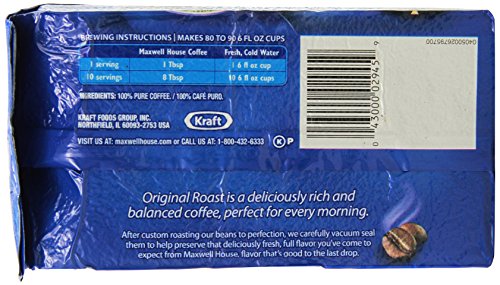 BREWING INSTRUCTIONS | MAKES 80 TO 90 6 FL OZ CUPS
Maxwell House Coffee Fresh, Cold Water
1 serving 1 Tbsp 1 6 fl oz cup
10 servings 8 Tbsp 10 6 fl oz cups
INGREDIENTS: 100% PURE COFFEE. / 100% CAFÉ PURO.
KRAFT FOODS GROUP, INC.
NORTHFIELD, IL 60093-2753 USA
Kraft
VISIT US AT: maxwellhouse.com or CALL US AT: 1-800-432-6333
K P
0 43000 02945 9
040500026795700
Original Roast is a deliciously rich and
balanced coffee, perfect for every morning.
After custom roasting our beans to perfection, we carefully vacuum seal
them to help preserve that deliciously fresh, full flavor you've come to
expect from Maxwell House, flavor that's good to the last drop.